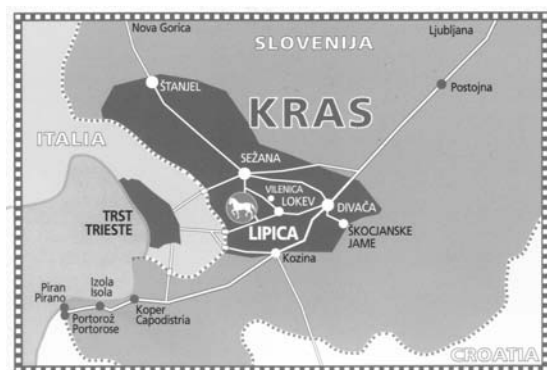 Nova Gorica
Ljubljana
SLOVENIJA
ŠTANJEL
Postojna
KRAS
ITALIA
SEŽANA
VILENICA
LOKEV
DIVAČA
TRST
TRIESTE
LIPICA
ŠKOCJANSKE
JAME
Kozina
Piran
Pirano
Izola
Isola
Koper
Capodistria
Portorož
Portorose
CROATIA